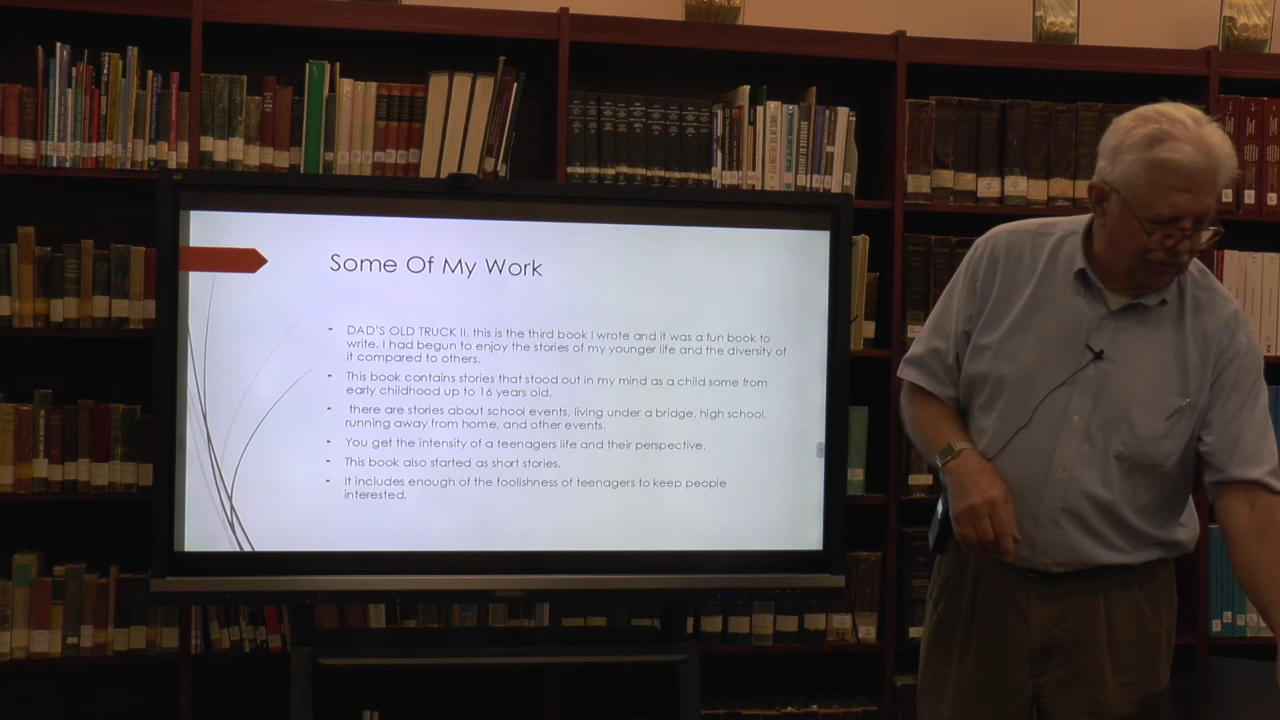 Some Of My Work
- DAD'S OLD TRUCK II, this is the third book I wrote and it was a fun book to
write. I had begun to enjoy the stories of my younger life and the diversity of
it compared to others.
- This book contains stories that stood out in my mind as a child some from
early childhood up to 16 years old.
- there are stories about school events, living under a bridge, high school,
running away from home, and other events.
- You get the intensity of a teenagers life and their perspective.
- This book also started as short stories.
- It includes enough of the foolishness of teenagers to keep people
interested.